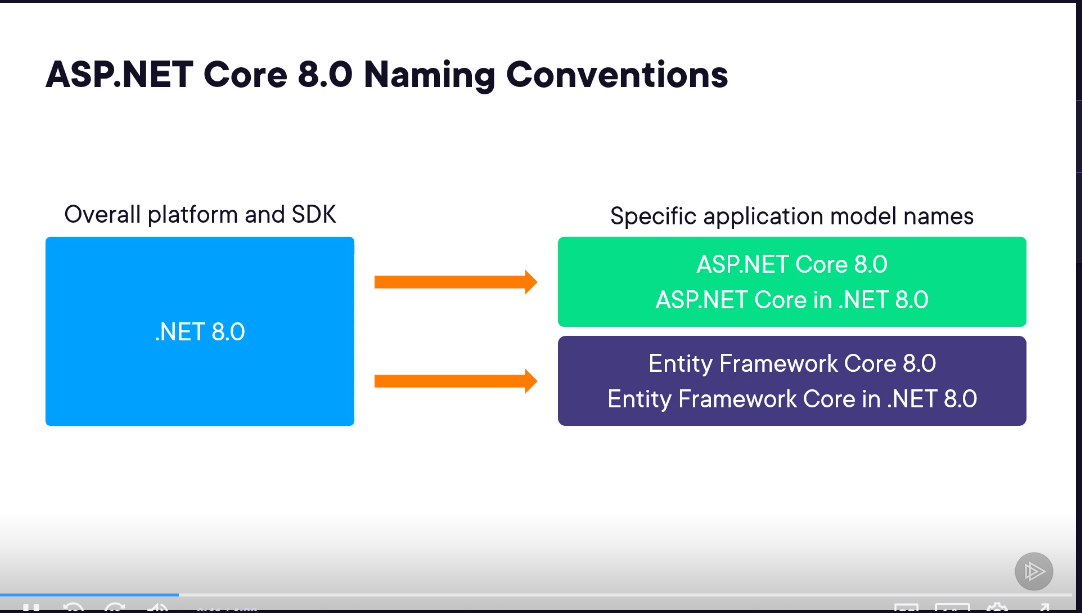 ASP.NET Core 8.0 Naming Conventions
Overall platform and SDK
.NET 8.0
Specific application model names
ASP.NET Core 8.0
ASP.NET Core in .NET 8.0
Entity Framework Core 8.0
Entity Framework Core in .NET 8.0